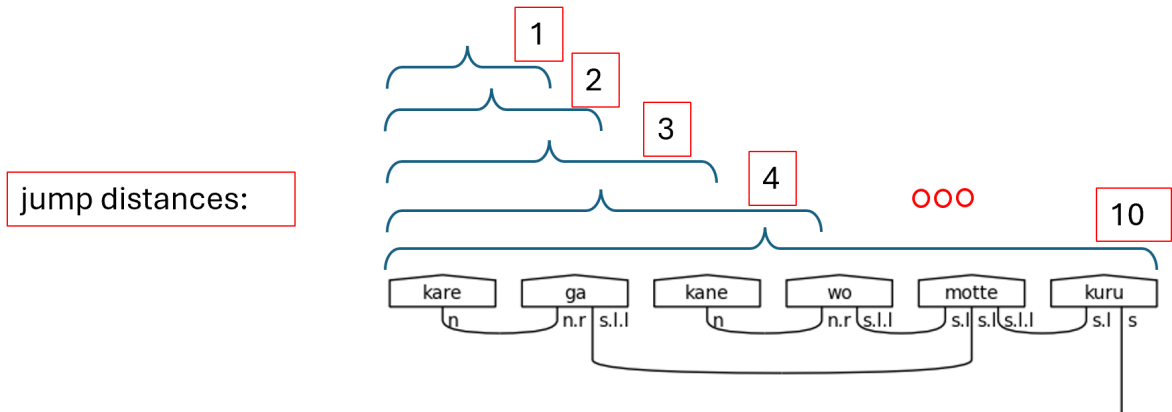 1
2
3
4
jump distances:
10
kare ga kane wo motte kuru
n n.r s.l.l n n.r s.l.l s.l s.l s.l.l s.l s